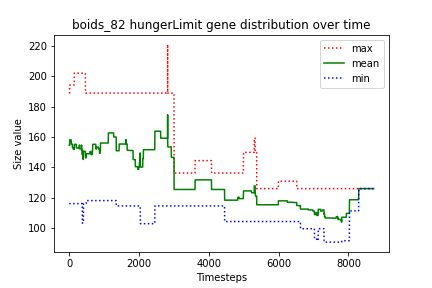 boids_82 hungerLimit gene distribution over time
220
200
180
160
140
120
100
Size value
max
mean
min
0
2000
4000
6000
8000
Timesteps